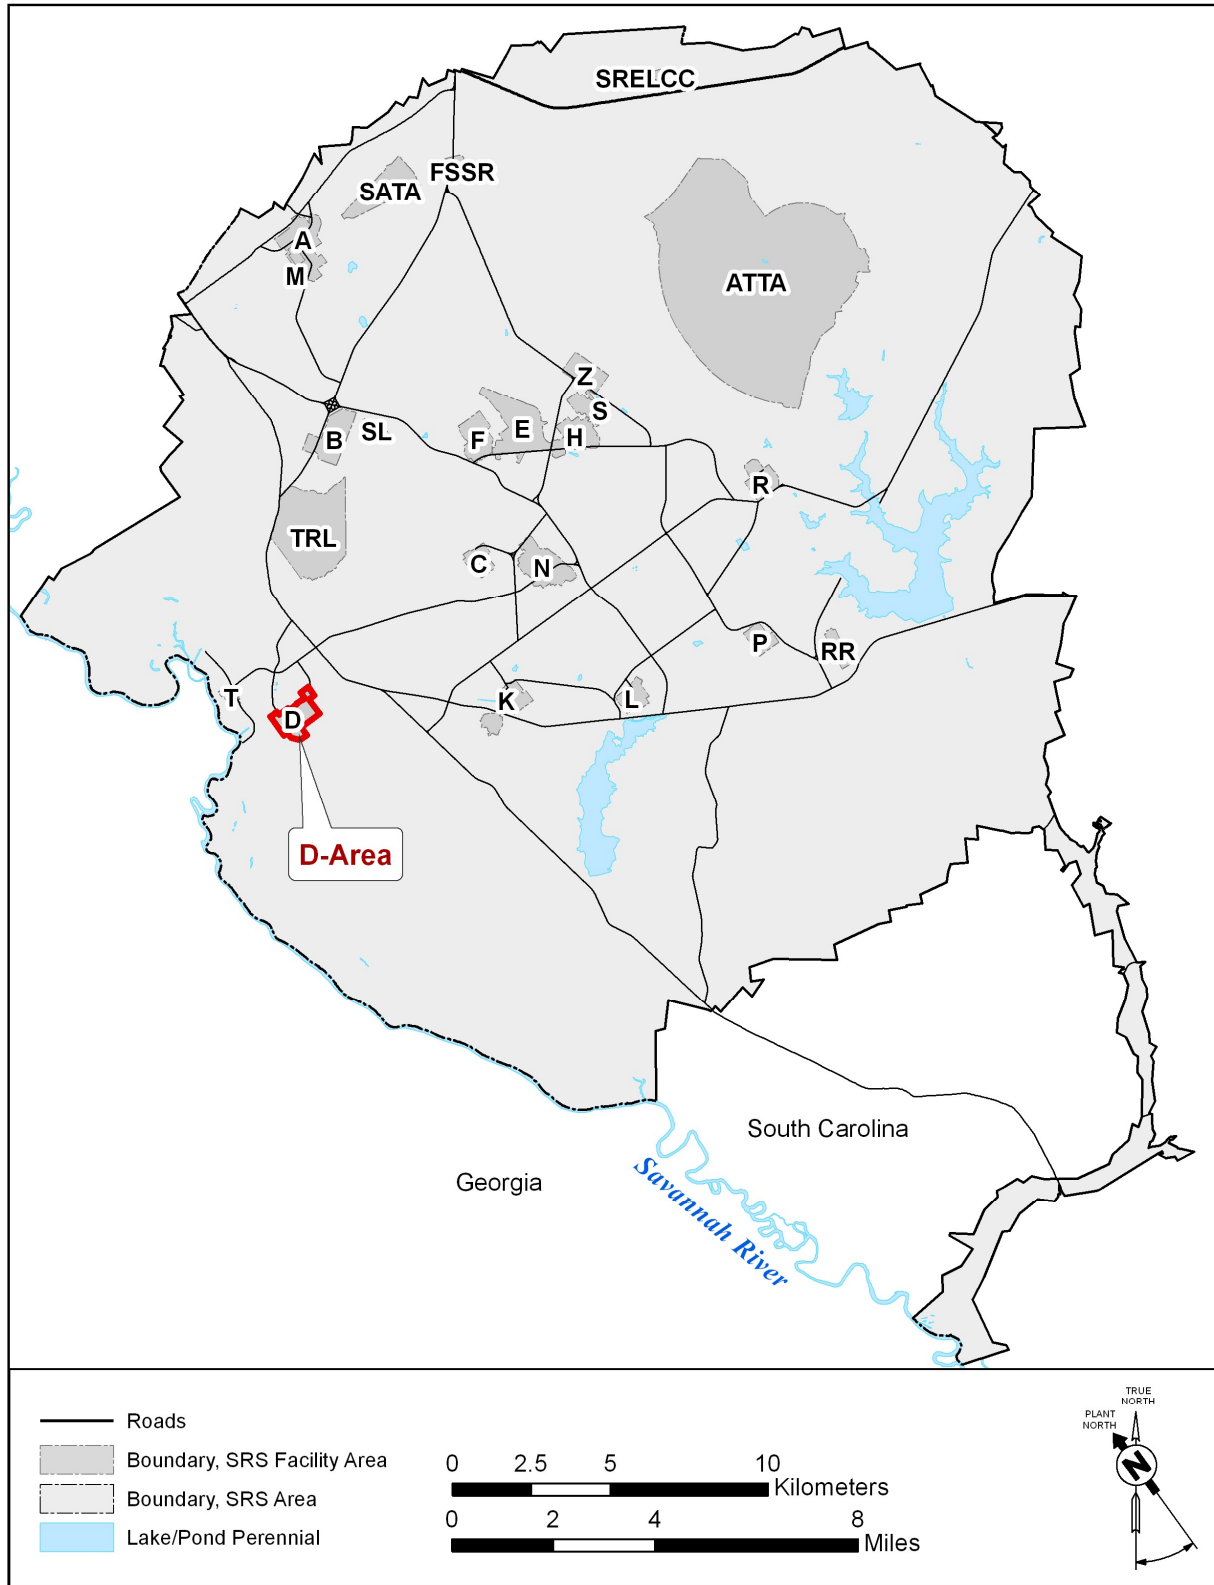 SRELCC
FSSR
SATA
A
M
ATTA
Z
S
B
SL
F
E
H
R
TRL
C
N
P
RR
T
D
K
L
D-Area
South Carolina
Georgia
Savannah River
Roads
Boundary, SRS Facility Area
Boundary, SRS Area
Lake/Pond Perennial
0 2.5 5 10
Kilometers
0 2 4 8
Miles
TRUE
NORTH
PLANT
NORTH
N